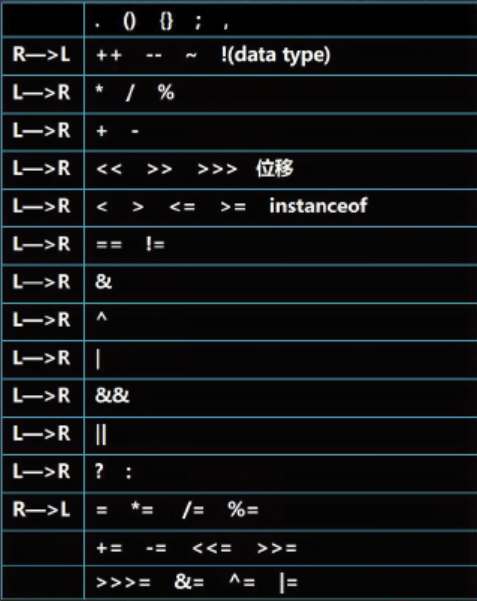 . () {} ; ,
R—>L ++ -- ~ !(data type)
L—>R * / %
L—>R + -
L—>R << >> >>> 位移
L—>R < > <= >= instanceof
L—>R == !=
L—>R &
L—>R ^
L—>R |
L—>R &&
L—>R ||
L—>R ? :
R—>L = *= /= %=
+= -= <<= >>=
>>>= &= ^= |=